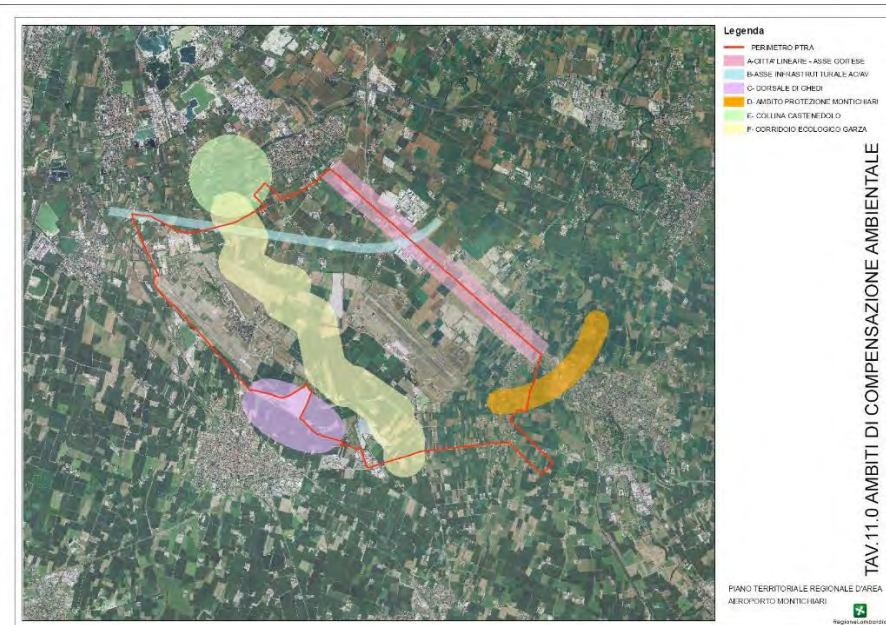 Legenda
PERIMETRO PTRA
A-CITTA' LINEARE - ASSE GOITESE
B-ASSE INFRASTRUTTURALE AC/AV
C- DORSALE DI GHEDI
D- AMBITO PROTEZIONE MONTICHIARI
E- COLLINA CASTENEDOLO
F- CORRIDOIO ECOLOGICO GARZA
TAV.11.0 AMBITI DI COMPENSAZIONE AMBIENTALE
PIANO TERRITORIALE REGIONALE D'AREA
AEROPORTO MONTICHIARI
RegioneLombardia